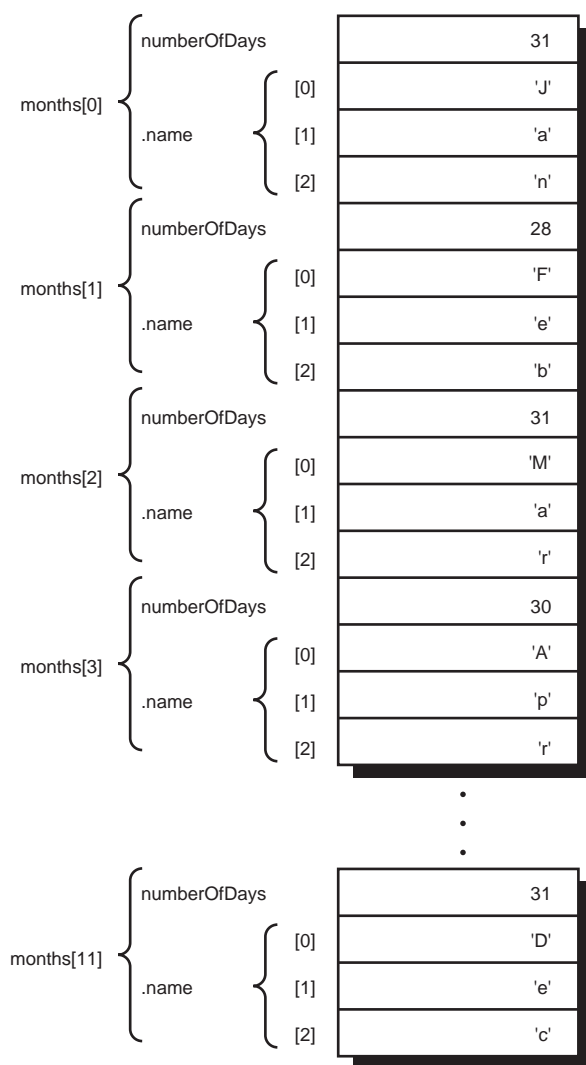 numberOfDays 31
months[0] .name [0] 'J'
[1] 'a'
[2] 'n'
numberOfDays 28
months[1] .name [0] 'F'
[1] 'e'
[2] 'b'
numberOfDays 31
months[2] .name [0] 'M'
[1] 'a'
[2] 'r'
numberOfDays 30
months[3] .name [0] 'A'
[1] 'p'
[2] 'r'
numberOfDays 31
months[11] .name [0] 'D'
[1] 'e'
[2] 'c'